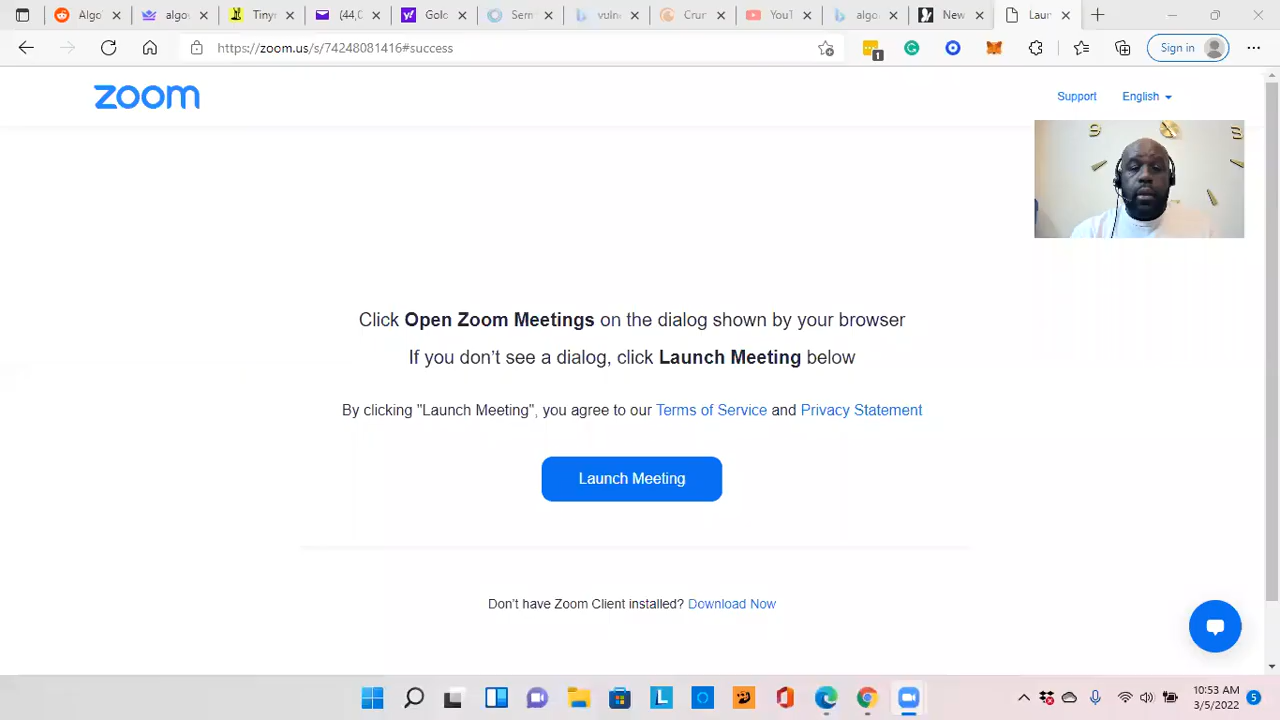 Algo
algo
Tiny
(44,
Gold
vuln
YouT
algo
New
Laun
https://zoom.us/s/74248081416#success
1
Sign in
zoom
Support
English
Click Open Zoom Meetings on the dialog shown by your browser
If you don't see a dialog, click Launch Meeting below
By clicking "Launch Meeting", you agree to our Terms of Service and Privacy Statement
Launch Meeting
Don't have Zoom Client installed? Download Now
L
10:53 AM
3/5/2022
5